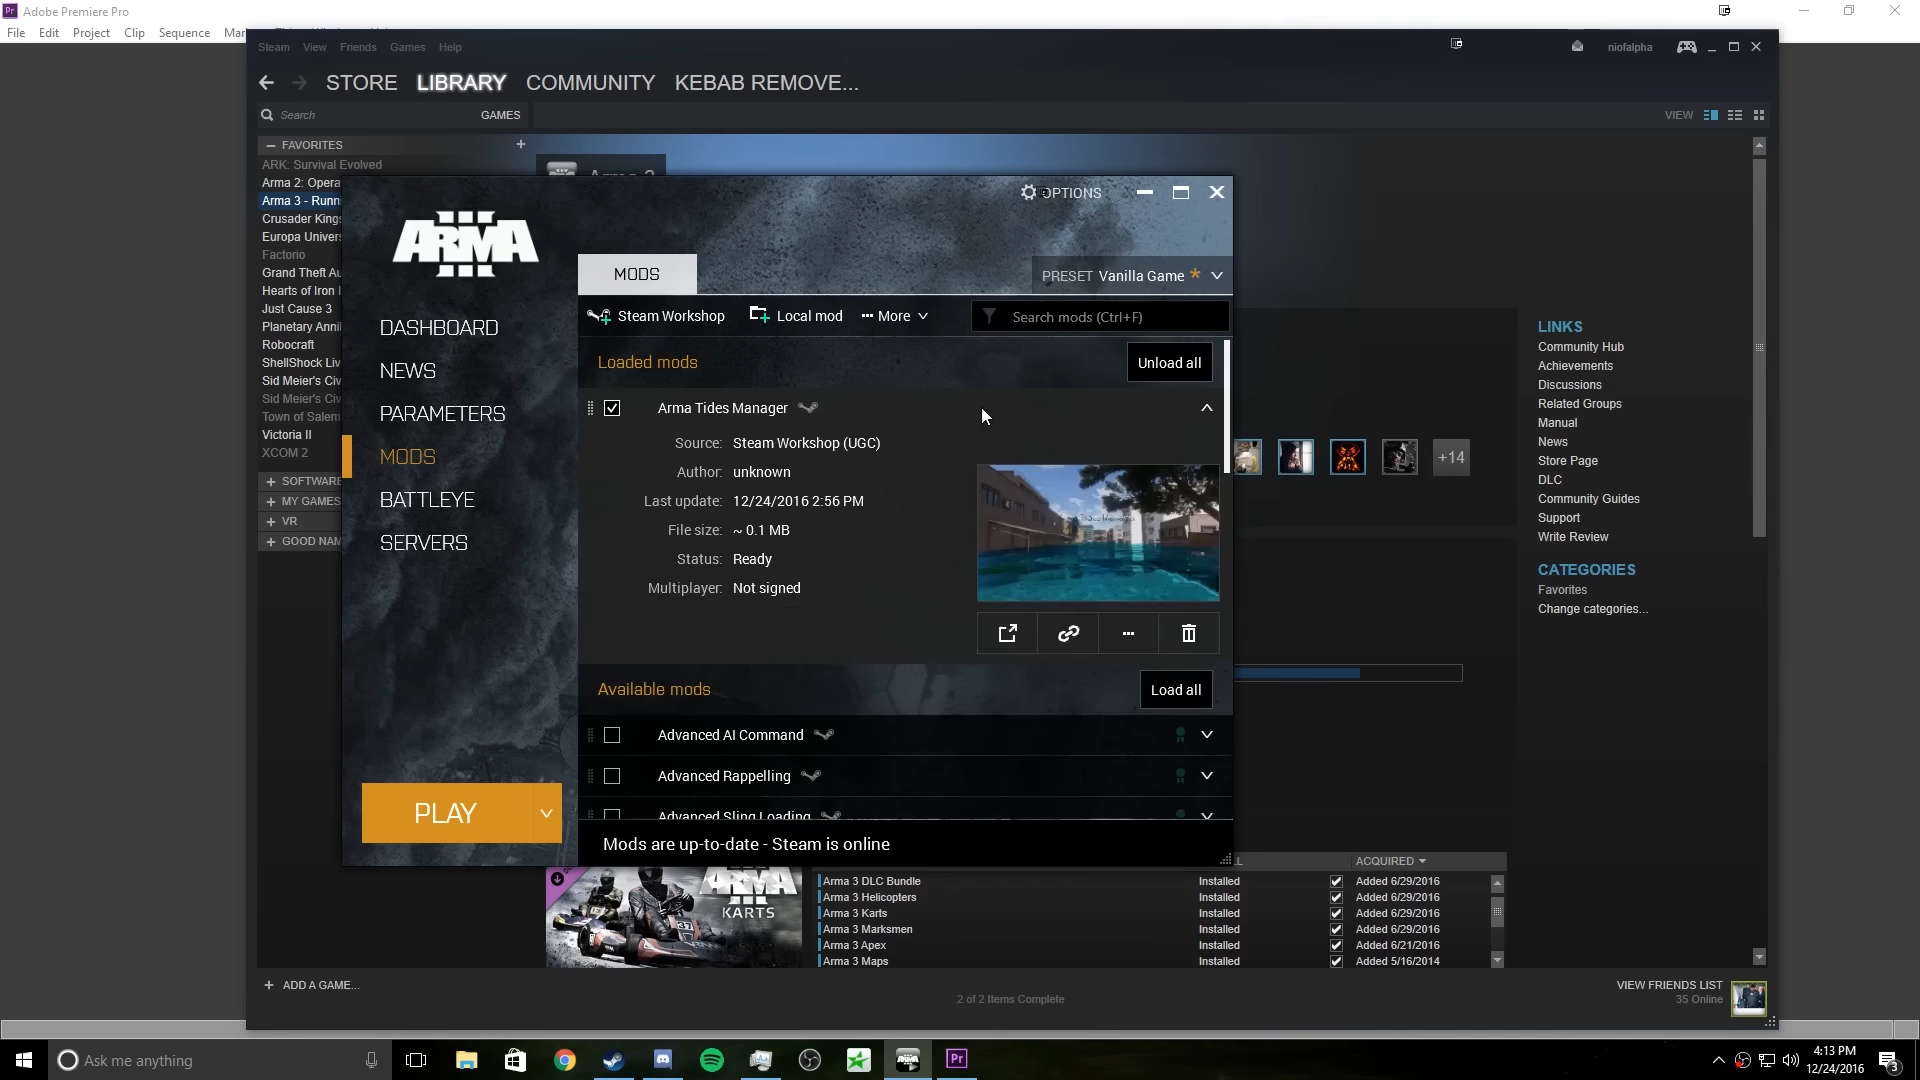 Adobe Premiere Pro
File Edit Project Clip Sequence Mar
Steam View Friends Games Help
niofalpha
STORE LIBRARY COMMUNITY KEBAB REMOVE...
Search
GAMES
VIEW
FAVORITES
ARK: Survival Evolved
Arma 2: Opera
Arma 3 - Runn
Crusader Kings
Europa Univers
Factorio
Grand Theft Au
Hearts of Iron
Just Cause 3
Planetary Anni
Robocraft
ShellShock Liv
Sid Meier's Civ
Sid Meier's Civ
Town of Salem
Victoria II
XCOM 2
SOFTWARE
MY GAMES
VR
GOOD NAM
Arma 3
OPTIONS
ARMA III
DASHBOARD
NEWS
PARAMETERS
MODS
BATTLEYE
SERVERS
PLAY
MODS
PRESET Vanilla Game *
Steam Workshop
Local mod
More
Search mods (Ctrl+F)
Loaded mods
Unload all
Arma Tides Manager
Source: Steam Workshop (UGC)
Author: unknown
Last update: 12/24/2016 2:56 PM
File size: ~ 0.1 MB
Status: Ready
Multiplayer: Not signed
Available mods
Load all
Advanced AI Command
Advanced Rappelling
Advanced Sling Loading
Mods are up-to-date - Steam is online
+14
LINKS
Community Hub
Achievements
Discussions
Related Groups
Manual
News
Store Page
DLC
Community Guides
Support
Write Review
CATEGORIES
Favorites
Change categories...
ACQUIRED
ARMA
KARTS
37
Arma 3 DLC Bundle Installed Added 6/29/2016
Arma 3 Helicopters Installed Added 6/29/2016
Arma 3 Karts Installed Added 6/29/2016
Arma 3 Marksmen Installed Added 6/29/2016
Arma 3 Apex Installed Added 6/21/2016
Arma 3 Maps Installed Added 5/16/2014
ADD A GAME...
2 of 2 Items Complete
VIEW FRIENDS LIST
35 Online
Ask me anything
4:13 PM
12/24/2016
3